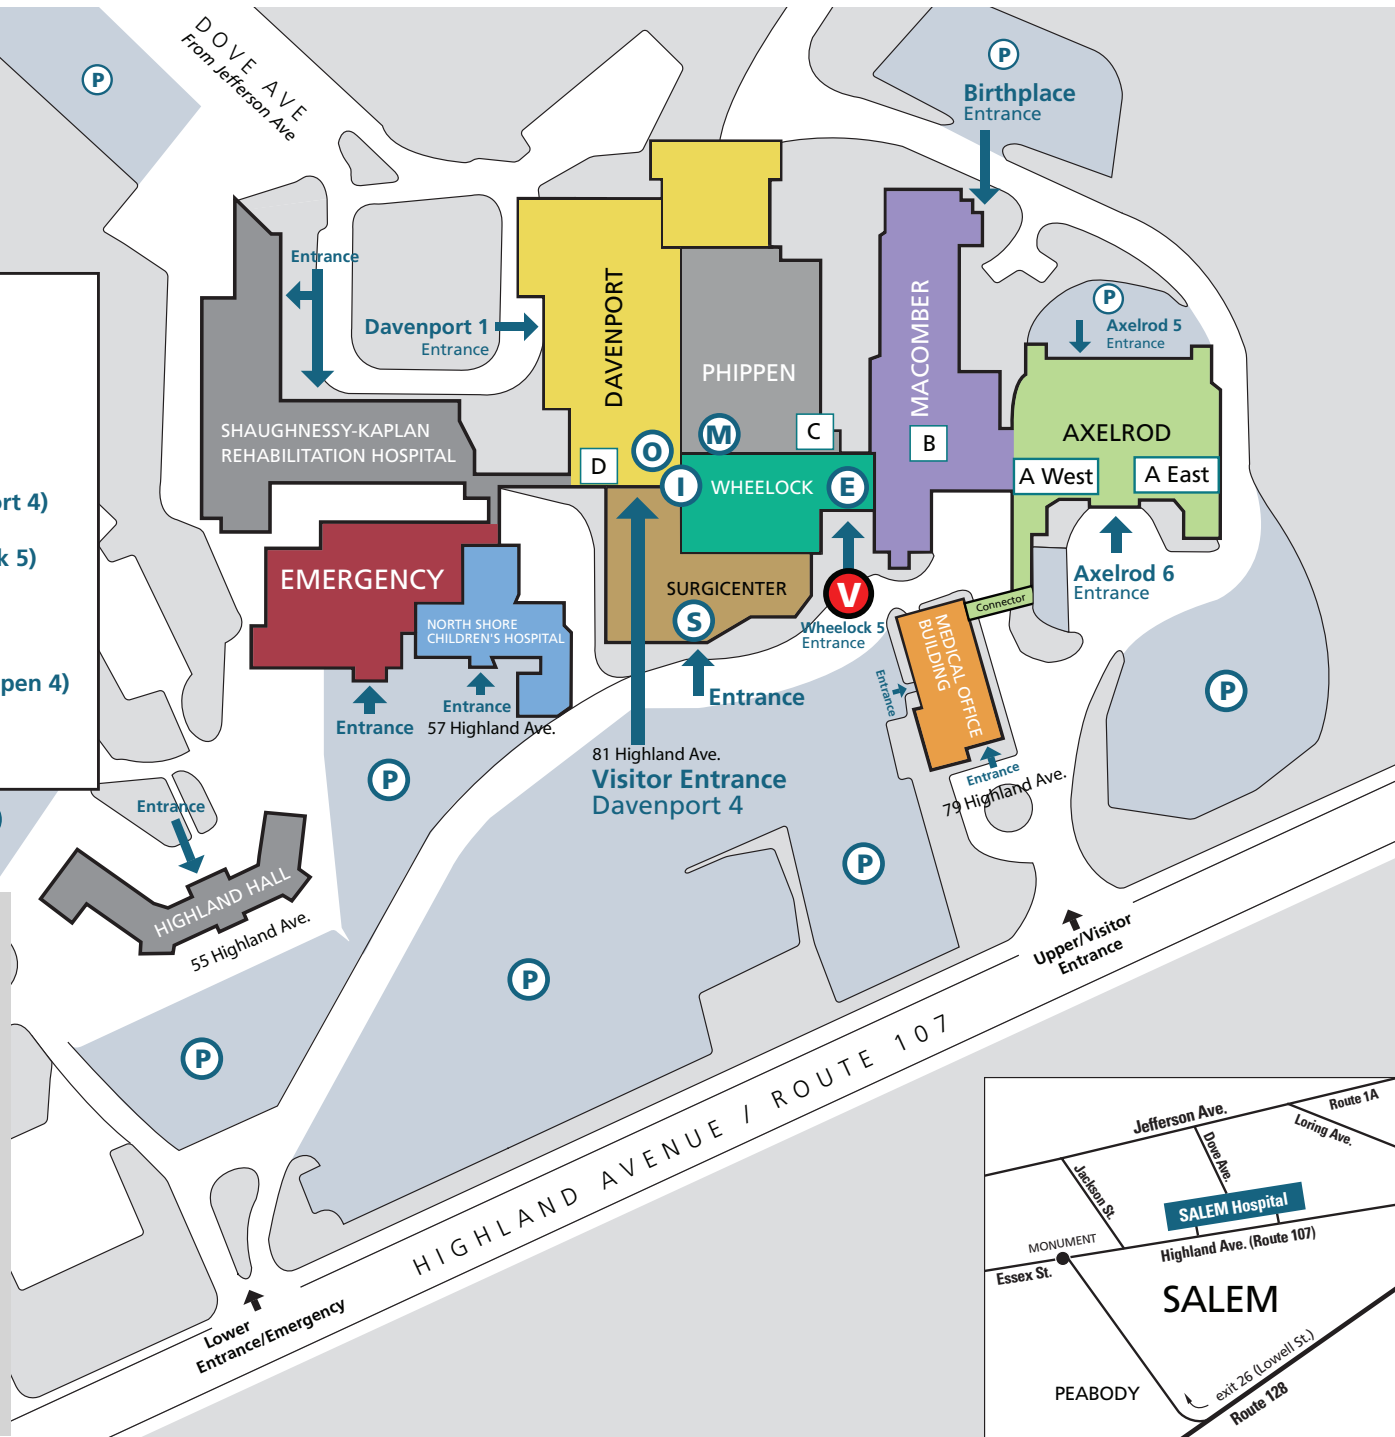 DOVE AVE
From Jefferson Ave
P
P
Birthplace
Entrance
Entrance
Davenport 1
Entrance
DAVENPORT
PHIPPEN
MACOMBER
P
Axelrod 5
Entrance
SHAUGHNESSY-KAPLAN
REHABILITATION HOSPITAL
AXELROD
M
C
B
O
D
I
WHEELOCK
E
A West
A East
ort 4)
k 5)
pen 4)
EMERGENCY
SURGICENTER
S
V
Wheelock 5
Entrance
Axelrod 6
Entrance
Connector
NORTH SHORE
CHILDREN'S HOSPITAL
MEDICAL OFFICE
BUILDING
Entrance
Entrance
Entrance
57 Highland Ave.
Entrance
P
P
81 Highland Ave.
Visitor Entrance
Davenport 4
Entrance
79 Highland Ave.
Entrance
P
HIGHLAND HALL
55 Highland Ave.
P
P
Upper/Visitor
Entrance
HIGHLAND AVENUE / ROUTE 107
Lower
Entrance/Emergency
Jefferson Ave.
Route 1A
Loring Ave.
Dove Ave.
Jackson St.
SALEM Hospital
MONUMENT
Highland Ave. (Route 107)
Essex St.
SALEM
PEABODY
exit 26 (Lowell St.)
Route 128